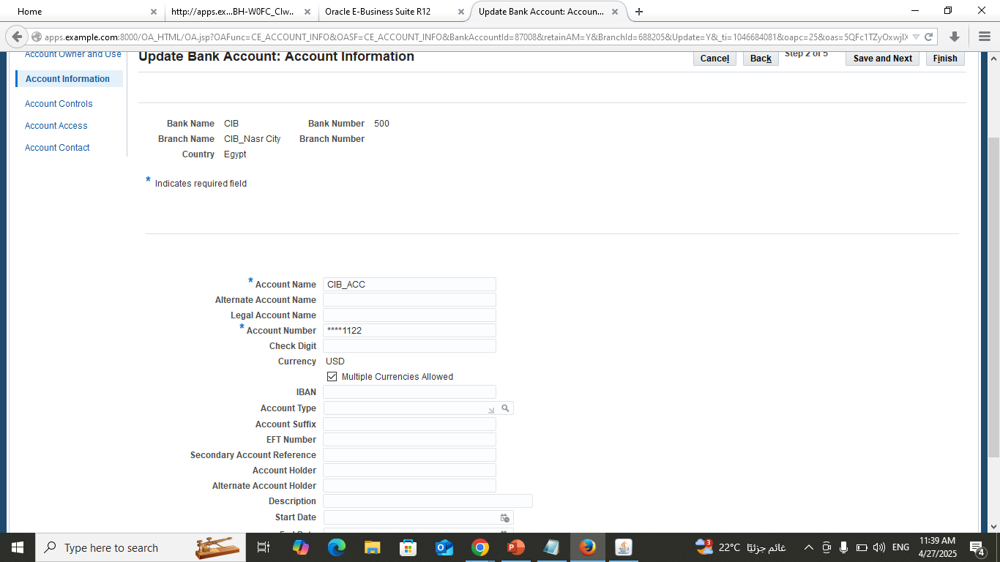 Home
http://apps.ex...BH-W0FC_Clw..
Oracle E-Business Suite R12
Update Bank Account: Accoun...
apps.example.com:8000/OA_HTML/OA.jsp?OAFunc=CE_ACCOUNT_INFO&OASF=CE_ACCOUNT_INFO&BankAccountId=87008&retainAM=Y&BranchId=688205&Update=Y&_ti=1046684081&oapc=25&oas=5QFc1TZyOxwjIX
Account Owner and Use
Account Information
Account Controls
Account Access
Account Contact
Update Bank Account: Account Information
Cancel
Back
Step 2 of 5
Save and Next
Finish
Bank Name CIB Bank Number 500
Branch Name CIB_Nasr City Branch Number
Country Egypt
* Indicates required field
* Account Name CIB_ACC
Alternate Account Name
Legal Account Name
* Account Number ****1122
Check Digit
Currency USD
Multiple Currencies Allowed
IBAN
Account Type
Account Suffix
EFT Number
Secondary Account Reference
Account Holder
Alternate Account Holder
Description
Start Date
Type here to search
3
22°C غائم جزئيًا
ENG
11:39 AM
4/27/2025
4